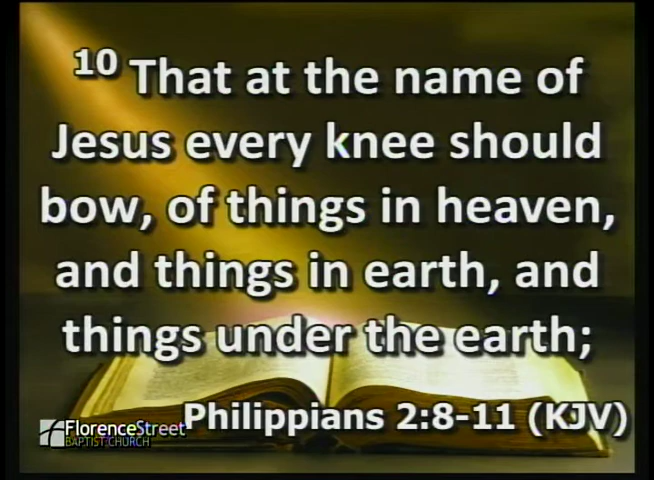 10 That at the name of
Jesus every knee should
bow, of things in heaven,
and things in earth, and
things under the earth;
Philippians 2:8-11 (KJV)
FlorenceStreet
BAPTIST CHURCH